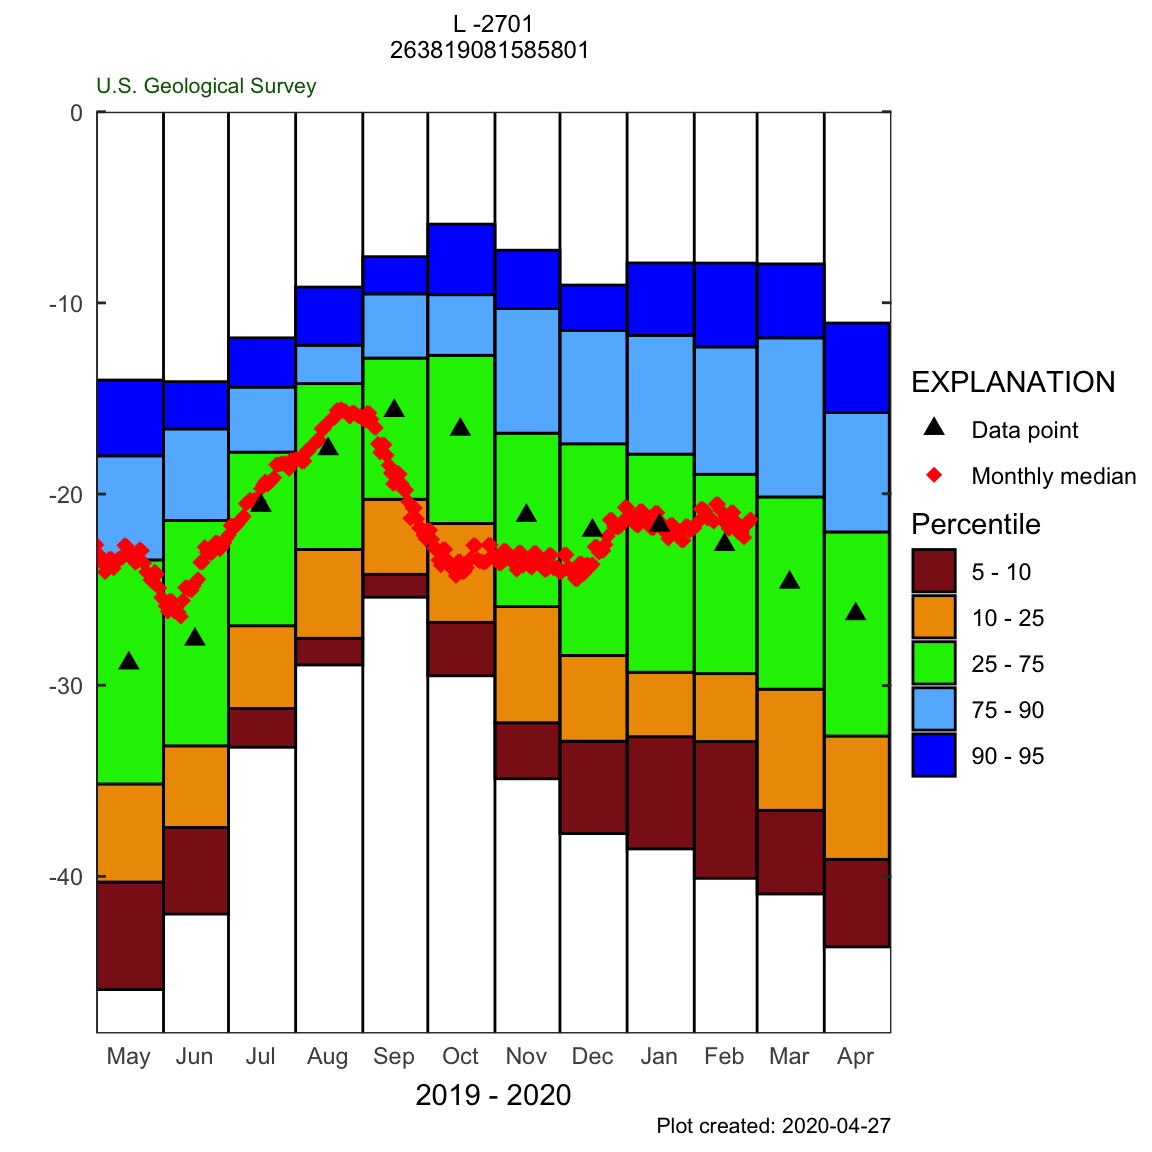 L -2701
263819081585801
U.S. Geological Survey
0
-10
-20
-30
-40
May Jun Jul Aug Sep Oct Nov Dec Jan Feb Mar Apr
2019 - 2020
Plot created: 2020-04-27
EXPLANATION
Data point
Monthly median
Percentile
5 - 10
10 - 25
25 - 75
75 - 90
90 - 95